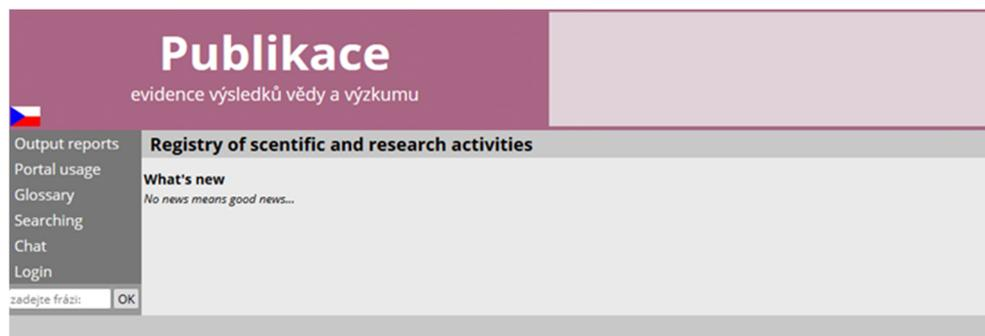 Publikace
evidence výsledků vědy a výzkumu
Output reports
Portal usage
Glossary
Searching
Chat
Login
zadejte frázi:
OK
Registry of scientific and research activities
What's new
No news means good news...